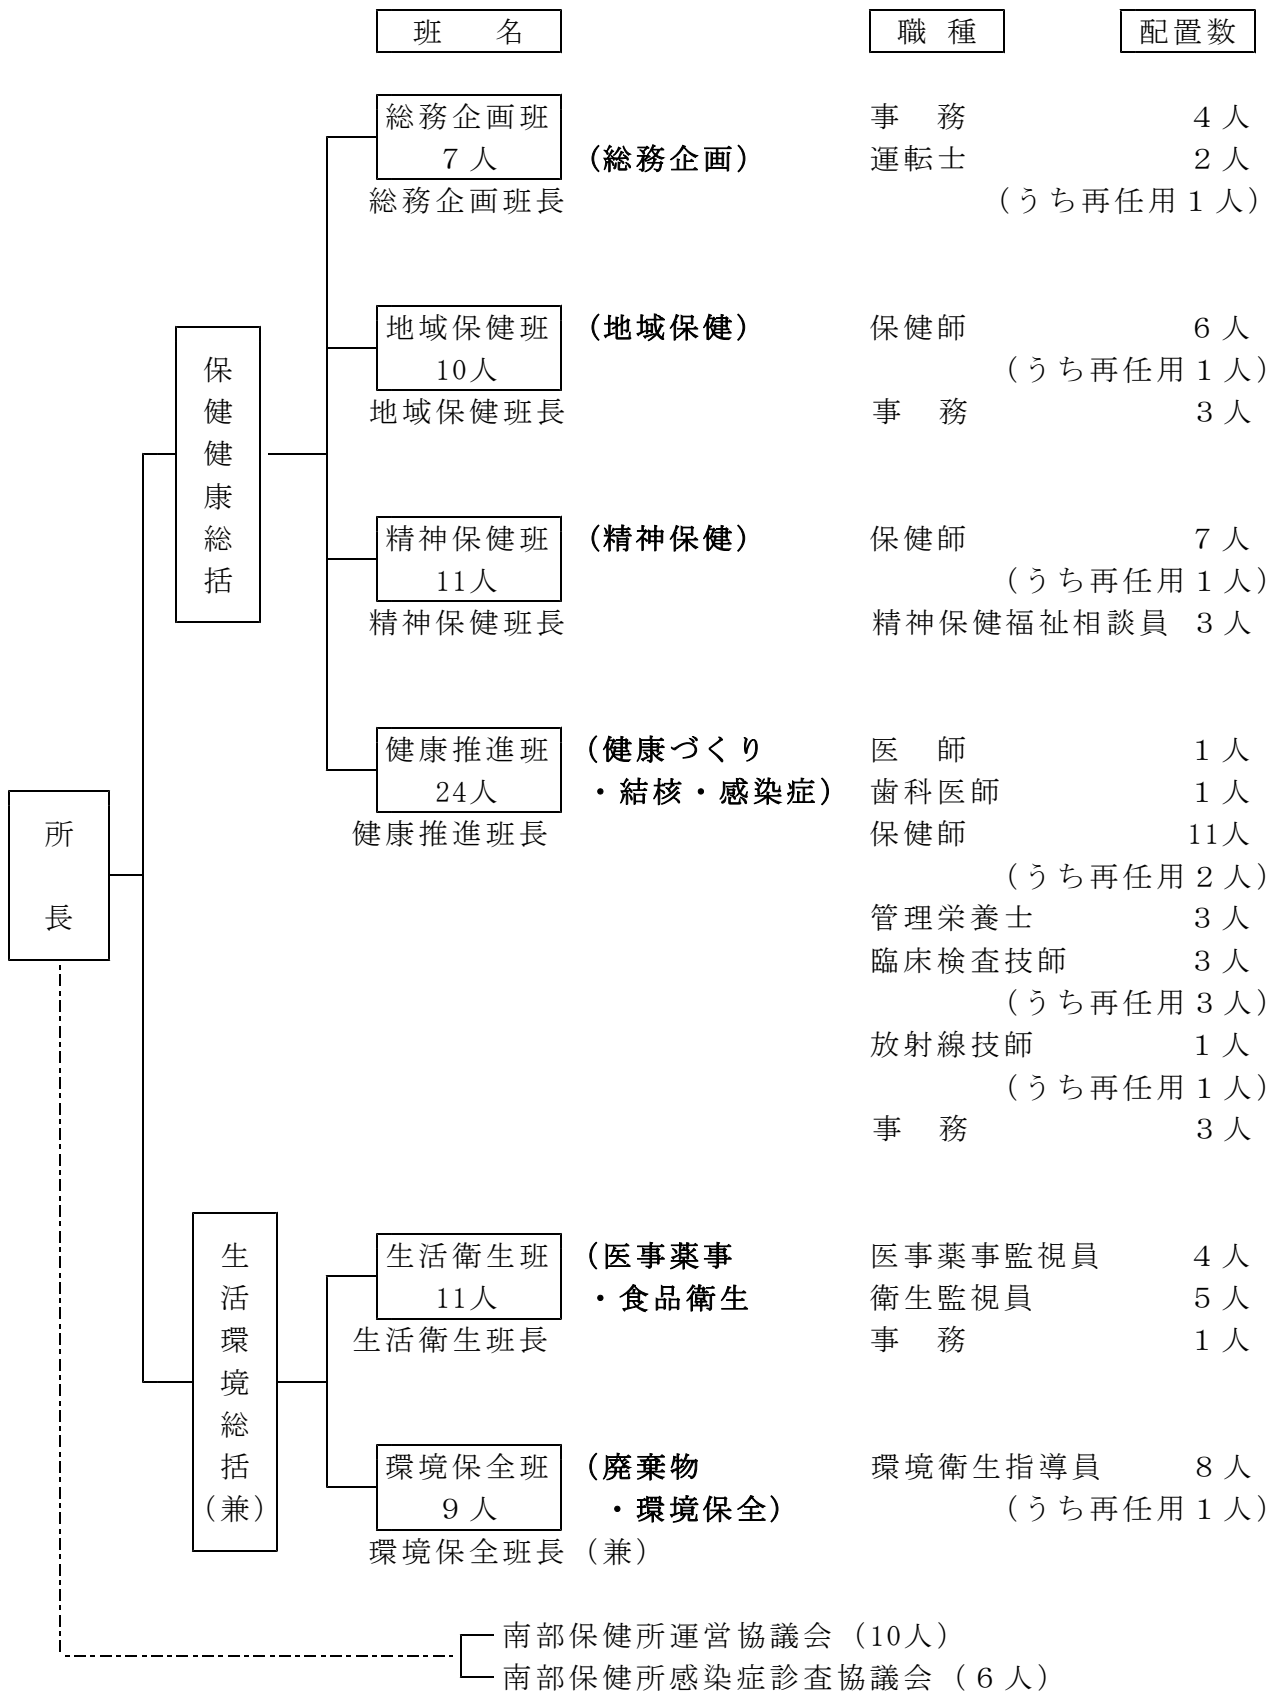 班　名　職種　配置数
総務企画班　事　務　４人
７人　(総務企画)　運転士　２人
総務企画班長　（うち再任用１人）
地域保健班　(地域保健)　保健師　６人
10人　（うち再任用１人）
地域保健班長　事　務　３人
精神保健班　(精神保健)　保健師　７人
11人　（うち再任用１人）
精神保健班長　精神保健福祉相談員　３人
保健健康総括
健康推進班　(健康づくり　医　師　１人
24人　・結核・感染症)　歯科医師　１人
健康推進班長　保健師　11人
（うち再任用２人）
管理栄養士　３人
臨床検査技師　３人
（うち再任用３人）
放射線技師　１人
（うち再任用１人）
事　務　３人
所長
生活衛生班　(医事薬事　医事薬事監視員　４人
11人　・食品衛生　衛生監視員　５人
生活衛生班長　事　務　１人
生活環境総括（兼）
環境保全班　(廃棄物　環境衛生指導員　８人
９人　・環境保全)　（うち再任用１人）
環境保全班長（兼）
南部保健所運営協議会（10人）
南部保健所感染症診査協議会（６人）